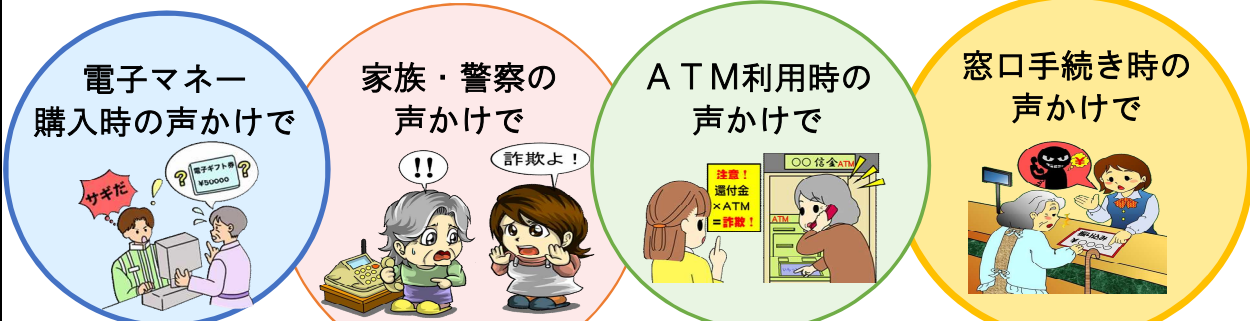 電子マネー
購入時の声かけで
サギだ
?
電子ギフト券
¥50000
?
家族・警察の
声かけで
!!
詐欺よ!
ATM利用時の
声かけで
注意!
還付金
×ATM
=詐欺!
○○信金ATM
ATM
窓口手続き時の
声かけで
¥